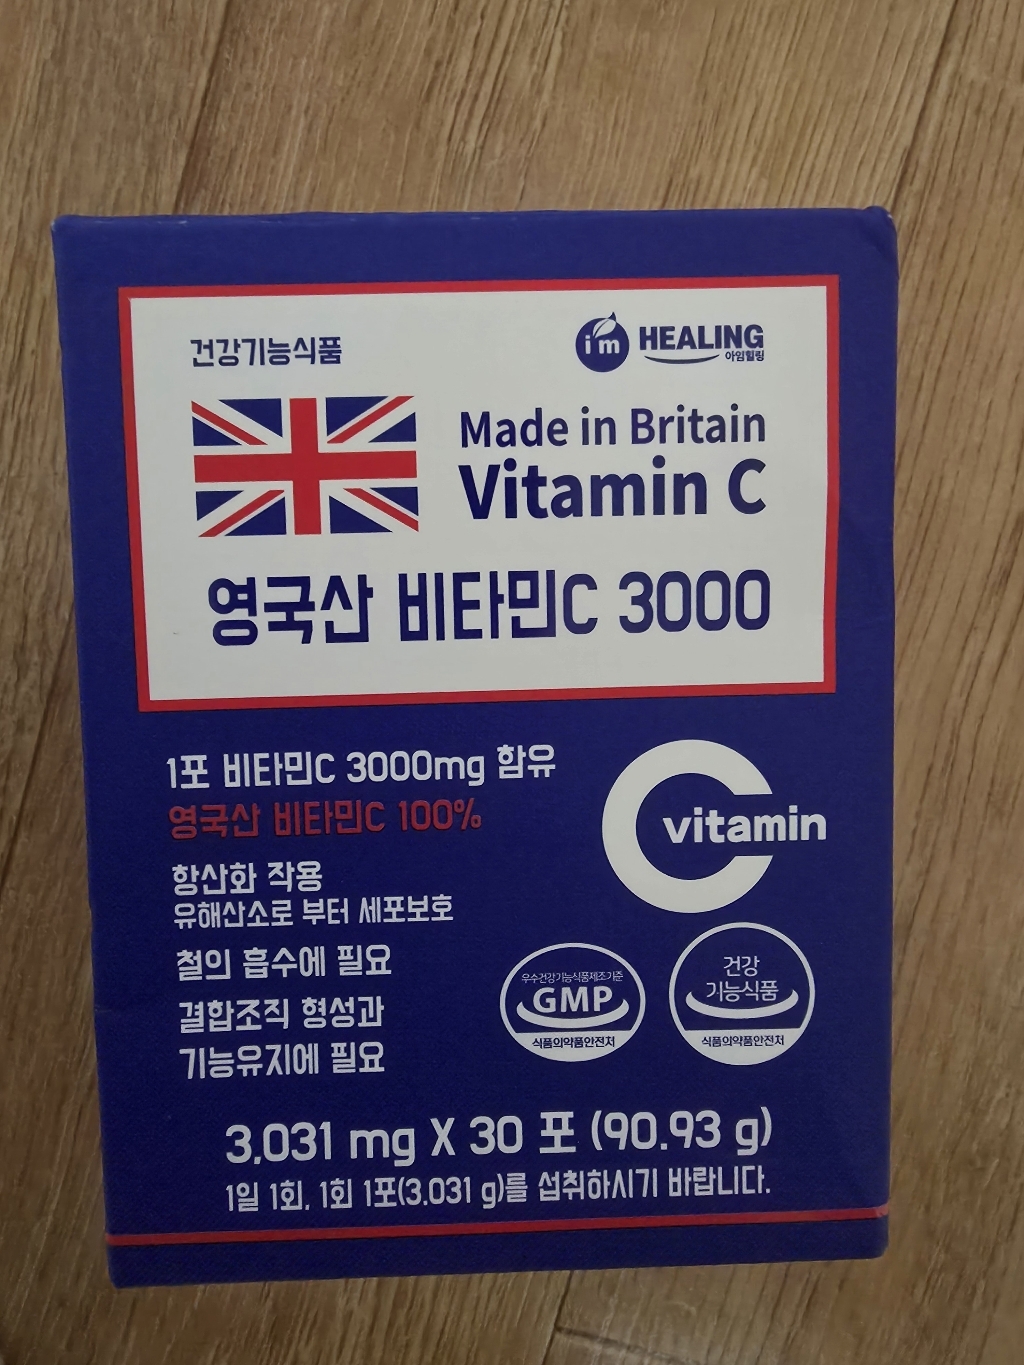 건강기능식품
i'm HEALING
아임힐링
Made in Britain
Vitamin C
영국산 비타민C 3000
1포 비타민C 3000mg 함유
영국산 비타민C 100%
항산화 작용
유해산소로 부터 세포보호
철의 흡수에 필요
결합조직 형성과
기능유지에 필요
C
vitamin
우수건강기능식품제조기준
GMP
식품의약품안전처
건강
기능식품
식품의약품안전처
3,031 mg X 30 포 (90.93 g)
1일 1회, 1회 1포(3.031 g)를 섭취하시기 바랍니다.